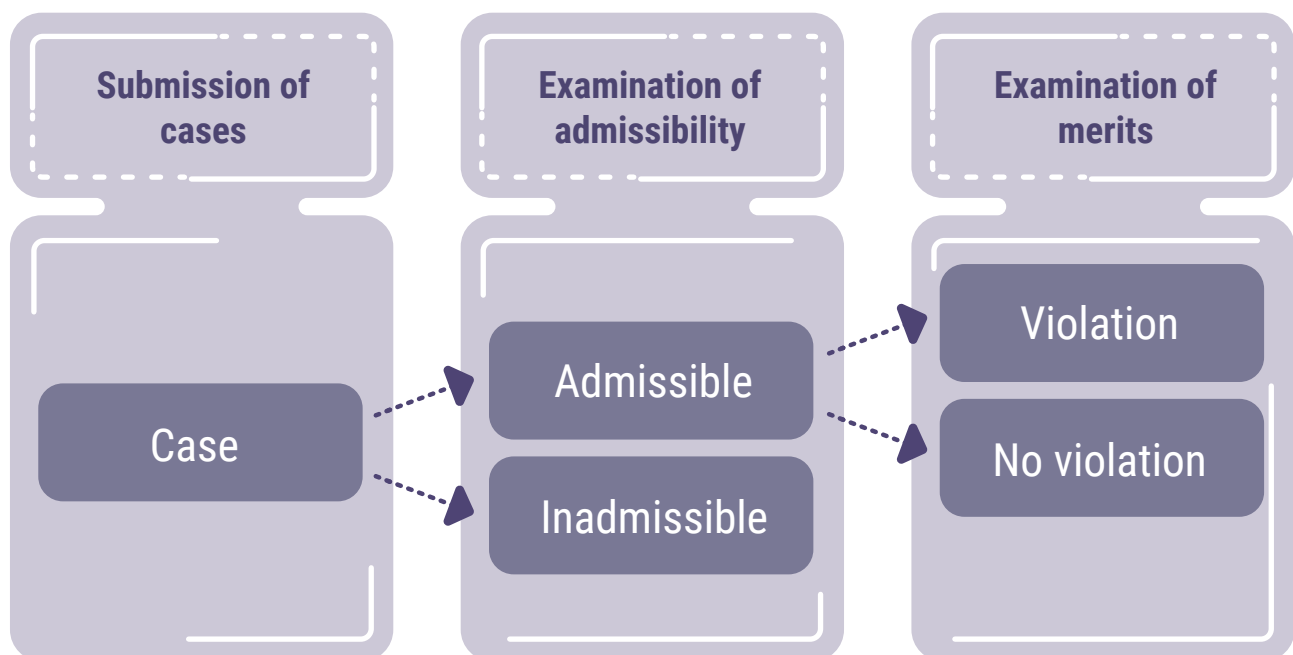 Submission of
cases
Examination of
admissibility
Examination of
merits
Case
Admissible
Inadmissible
Violation
No violation